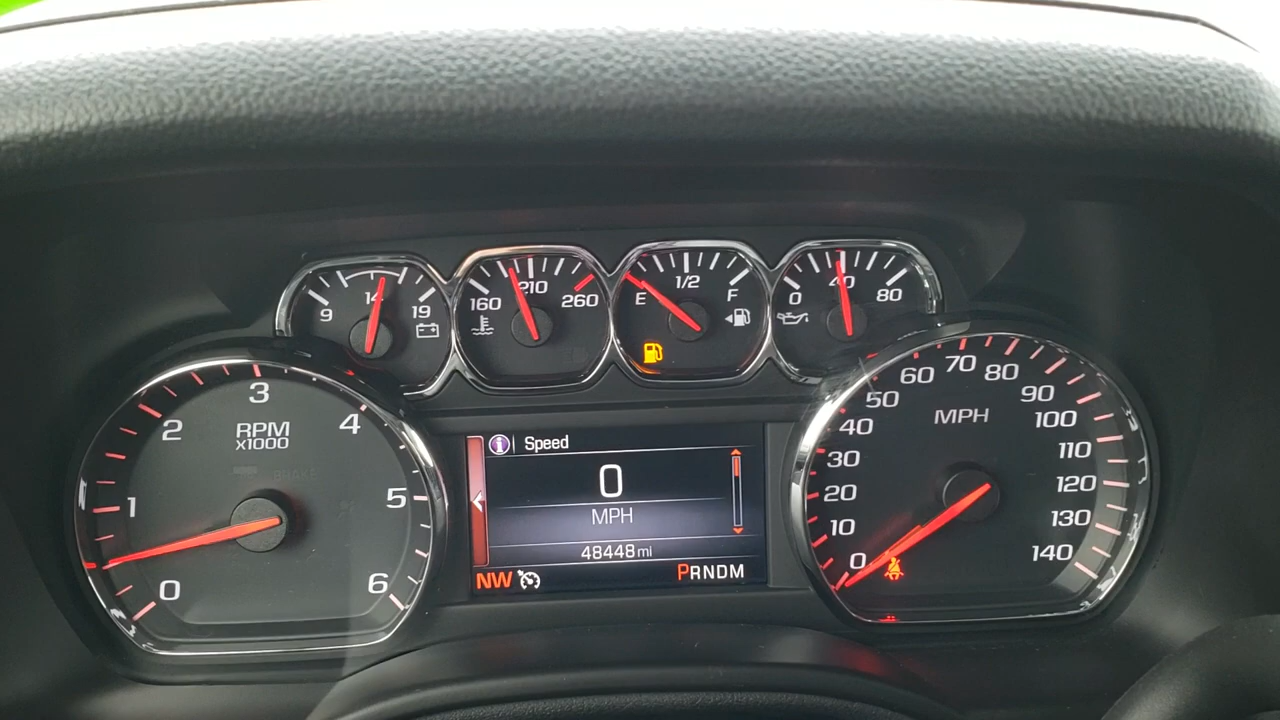 9 14 19
160 210 260
E 1/2 F
0 40 80
0 1 2 3 4 5 6
RPM
x1000
BRAKE
i Speed
0
MPH
48448 mi
NW PRNDM
0 10 20 30 40 50 60 70 80 90 100 110 120 130 140
MPH